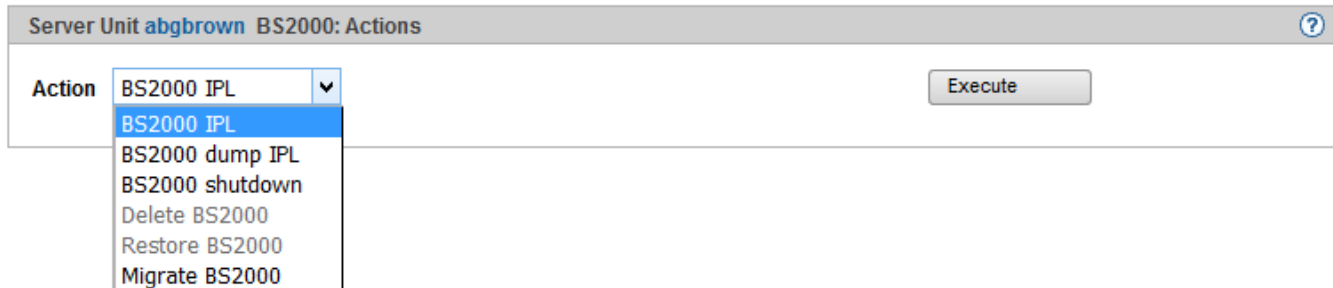 Server Unit abgbrown BS2000: Actions ?
Action BS2000 IPL Execute
BS2000 IPL
BS2000 dump IPL
BS2000 shutdown
Delete BS2000
Restore BS2000
Migrate BS2000